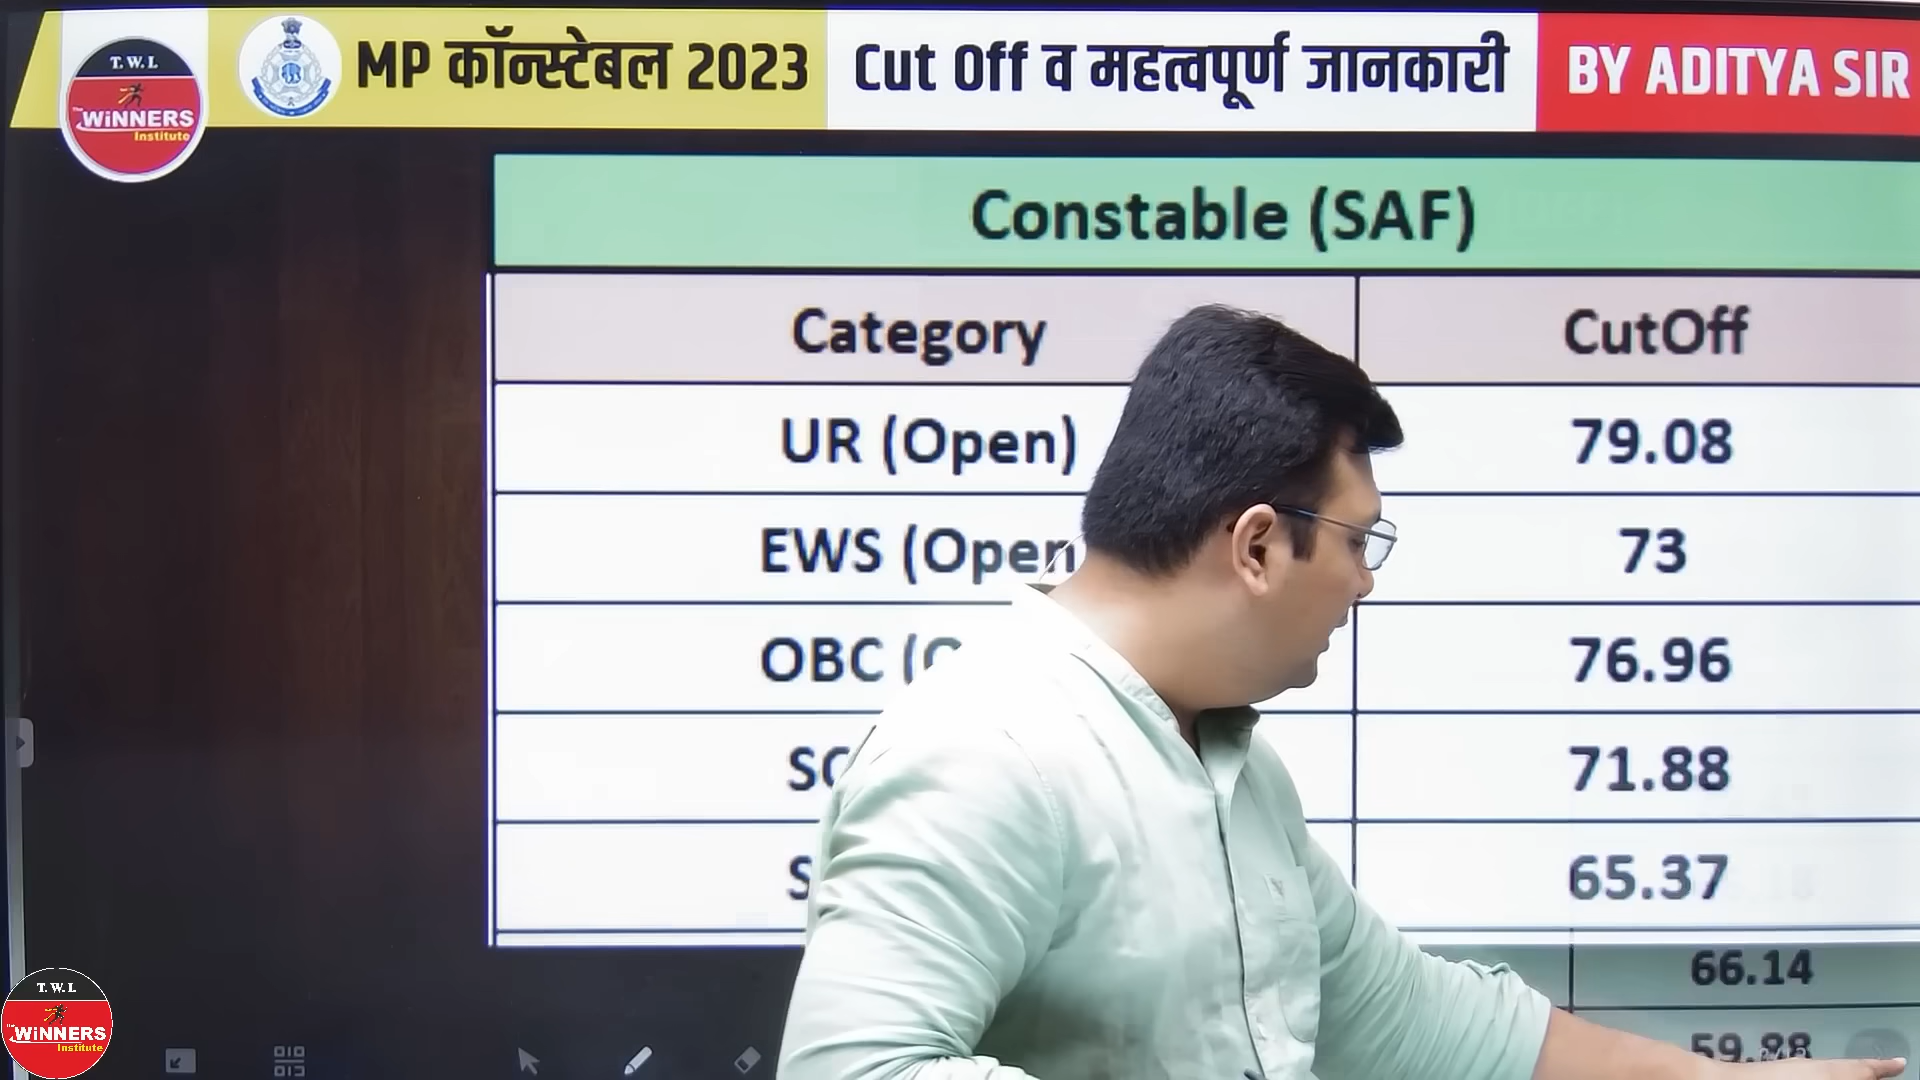 T.W.I.
The WiNNERS
Institute
MP कॉन्स्टेबल 2023 Cut Off व महत्वपूर्ण जानकारी BY ADITYA SIR
Constable (SAF)
Category CutOff
UR (Open) 79.08
EWS (Open 73
OBC ( 76.96
71.88
65.37
66.14
59.88
T.W.I.
The WiNNERS
Institute